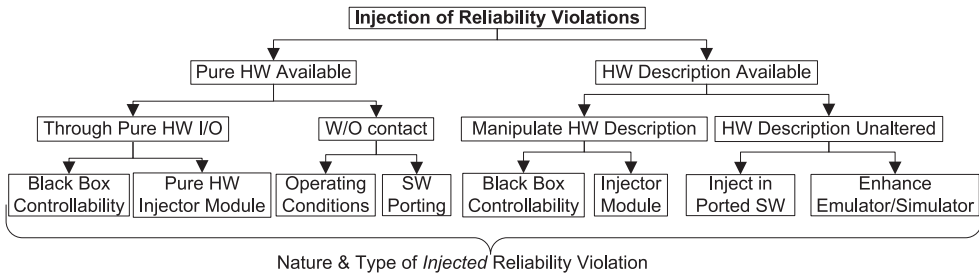 Injection of Reliability Violations
Pure HW Available
HW Description Available
Through Pure HW I/O
W/O contact
Manipulate HW Description
HW Description Unaltered
Black Box
Controllability
Pure HW
Injector Module
Operating
Conditions
SW
Porting
Black Box
Controllability
Injector
Module
Inject in
Ported SW
Enhance
Emulator/Simulator
Nature & Type of Injected Reliability Violation